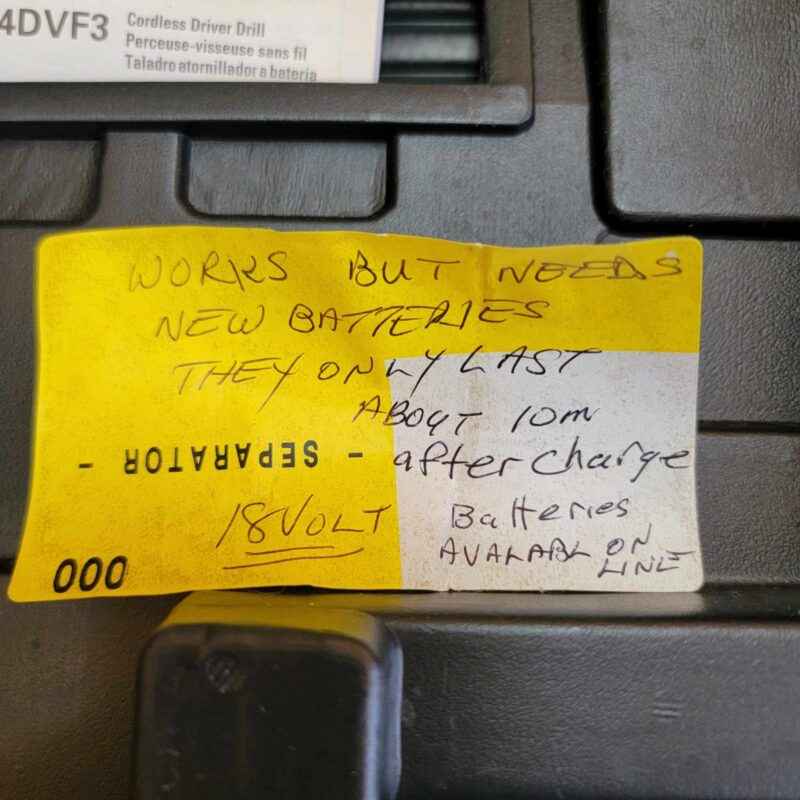 4DVF3
Cordless Driver Drill
Perceuse-visseuse sans fil
Taladro atornillador a batería
WORKS BUT NEEDS
NEW BATTERIES
THEY ONLY LAST
ABOUT 10m
- SEPARATOR -
after charge
18VOLT
Batteries
AVALABL ON
LINE
000